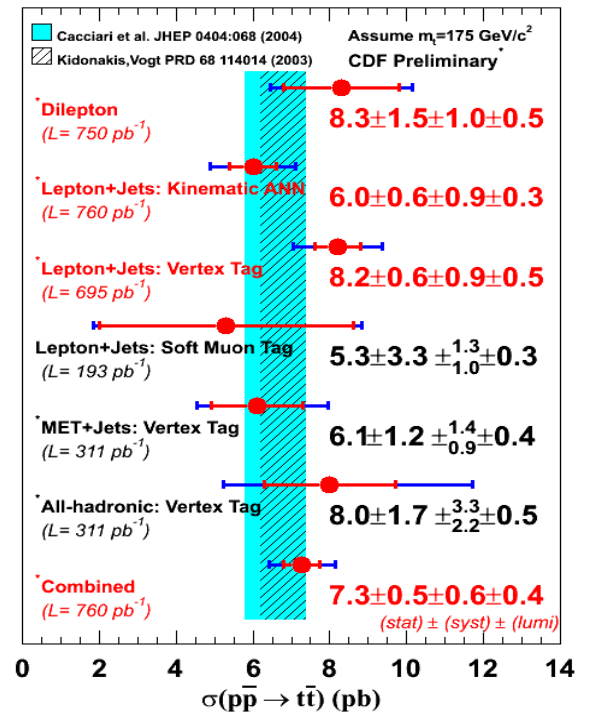 Cacciari et al. JHEP 0404:068 (2004)
Kidonakis,Vogt PRD 68 114014 (2003)
Assume mt=175 GeV/c2
CDF Preliminary*
*Dilepton
(L= 750 pb-1)
8.3±1.5±1.0±0.5
*Lepton+Jets: Kinematic ANN
(L= 760 pb-1)
6.0±0.6±0.9±0.3
*Lepton+Jets: Vertex Tag
(L= 695 pb-1)
8.2±0.6±0.9±0.5
Lepton+Jets: Soft Muon Tag
(L= 193 pb-1)
5.3±3.3 ±1.3 1.0±0.3
*MET+Jets: Vertex Tag
(L= 311 pb-1)
6.1±1.2 ±1.4 0.9±0.4
*All-hadronic: Vertex Tag
(L= 311 pb-1)
8.0±1.7 ±3.3 2.2±0.5
*Combined
(L= 760 pb-1)
7.3±0.5±0.6±0.4
(stat) ± (syst) ± (lumi)
0 2 4 6 8 10 12 14
σ(pp̅ → tt̅) (pb)